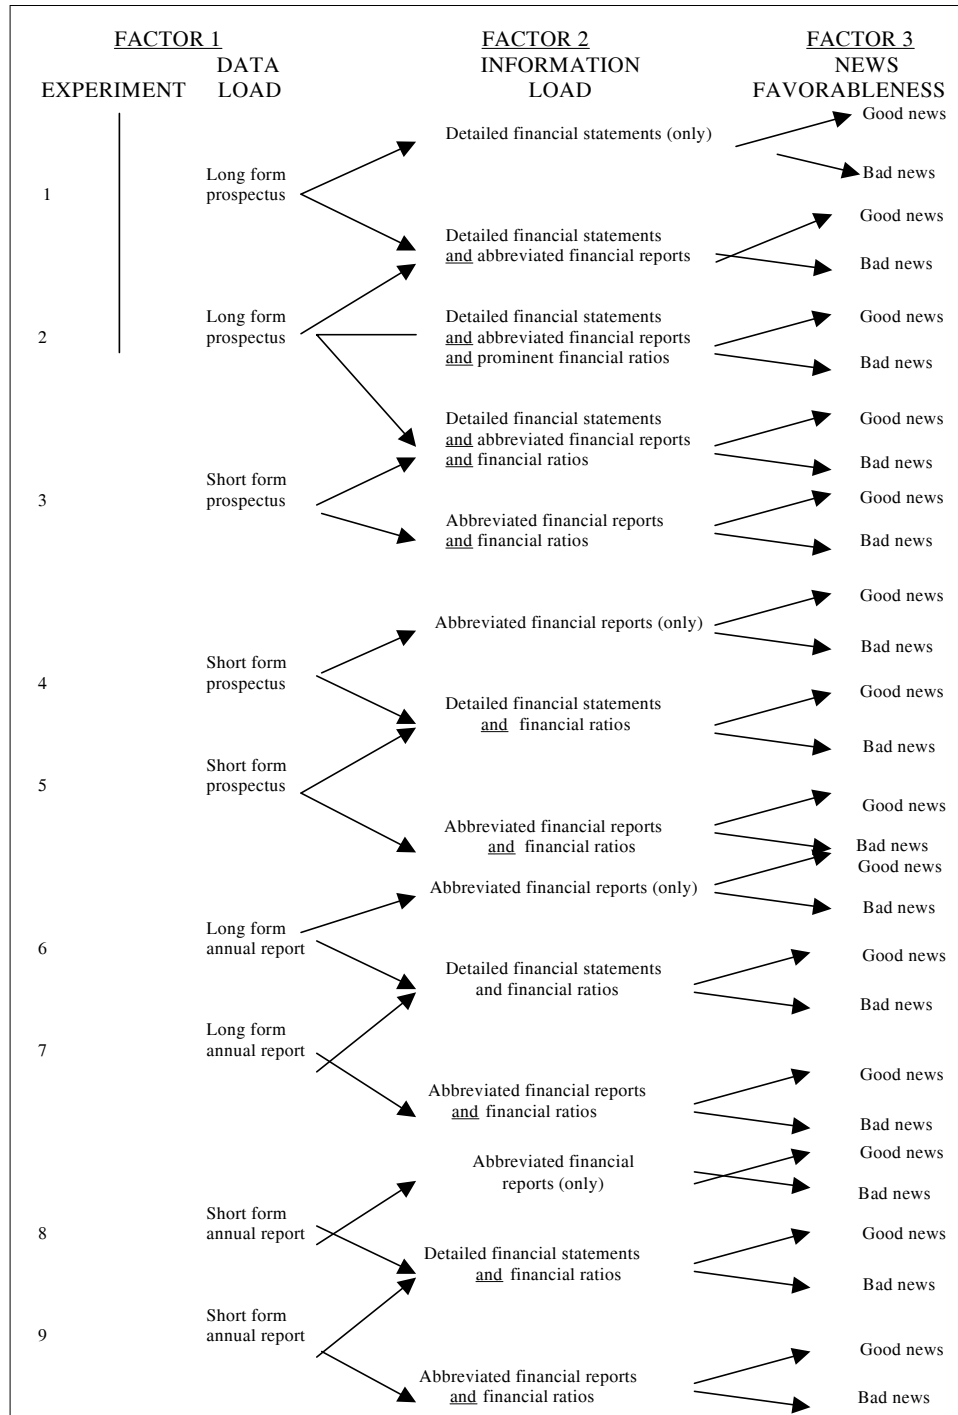 FACTOR 1 FACTOR 2 FACTOR 3
DATA INFORMATION NEWS
EXPERIMENT LOAD LOAD FAVORABLENESS
Good news
Detailed financial statements (only)
Bad news
1
Long form
prospectus
Good news
Detailed financial statements
and abbreviated financial reports
Bad news
2
Long form
prospectus
Detailed financial statements
and abbreviated financial reports
and prominent financial ratios
Good news
Bad news
Detailed financial statements
and abbreviated financial reports
and financial ratios
Good news
Bad news
3
Short form
prospectus
Abbreviated financial reports
and financial ratios
Good news
Bad news
Abbreviated financial reports (only)
Good news
Bad news
4
Short form
prospectus
Detailed financial statements
and financial ratios
Good news
Bad news
5
Short form
prospectus
Abbreviated financial reports
and financial ratios
Good news
Bad news
Abbreviated financial reports (only)
Good news
Bad news
6
Long form
annual report
Detailed financial statements
and financial ratios
Good news
Bad news
7
Long form
annual report
Abbreviated financial reports
and financial ratios
Good news
Bad news
Abbreviated financial
reports (only)
Good news
Bad news
8
Short form
annual report
Detailed financial statements
and financial ratios
Good news
Bad news
9
Short form
annual report
Abbreviated financial reports
and financial ratios
Good news
Bad news